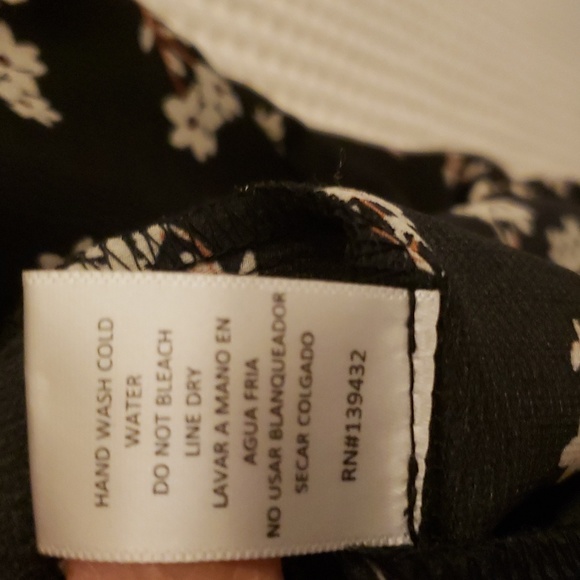 HAND WASH COLD
WATER
DO NOT BLEACH
LINE DRY
LAVAR A MANO EN
AGUA FRIA
NO USAR BLANQUEADOR
SECAR COLGADO
RN#139432